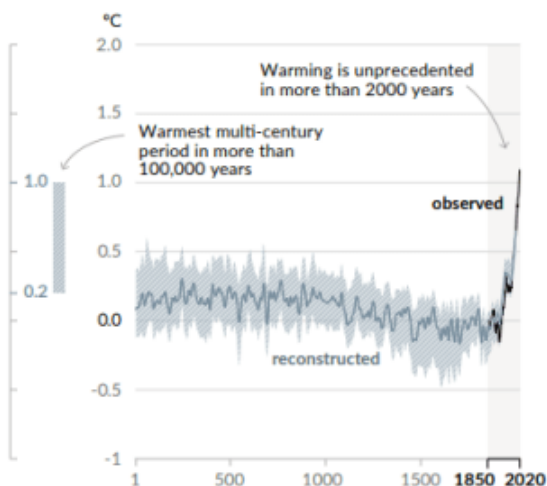 °C
2.0
Warming is unprecedented
in more than 2000 years
1.5
Warmest multi-century
period in more than
100,000 years
1.0
1.0
observed
0.5
0.2
0.0
reconstructed
-0.5
-1
1
500
1000
1500
1850
2020